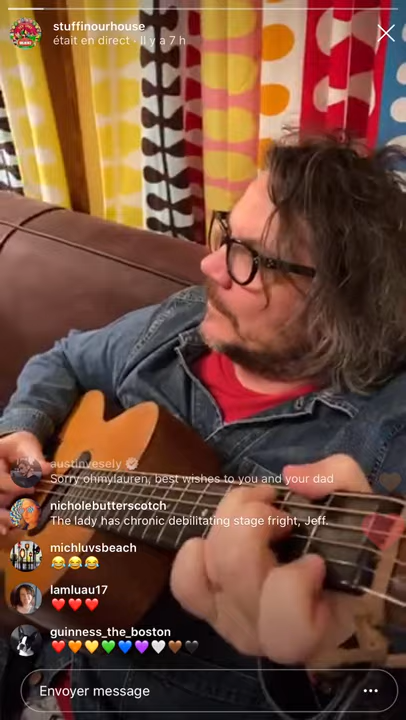 stuffinourhouse
était en direct · Il y a 7 h
austinvesely
Sorry ohmylauren, best wishes to you and your dad
nicholebutterscotch
The lady has chronic debilitating stage fright, Jeff.
michluvsbeach
😂😂😂
lamluau17
❤️❤️❤️
guinness_the_boston
❤️🧡💛💚💙💜🤍🤎🖤
Envoyer message